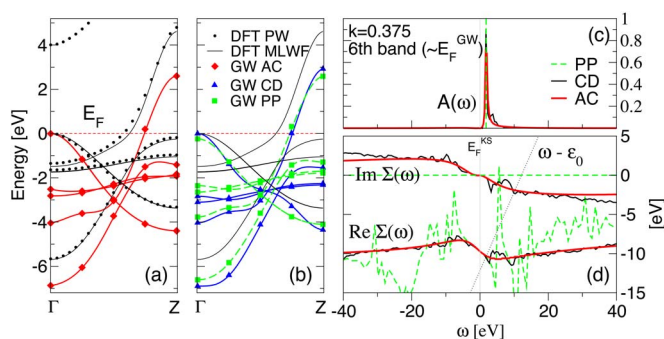 Energy [eV]
4
2
0
-2
-4
-6
DFT PW
DFT MLWF
GW AC
GW CD
GW PP
E_F
(a)
(b)
Γ
Z
Γ
Z
k=0.375
6th band (~E_F^GW)
(c)
PP
CD
AC
A(ω)
1
0.8
0.6
0.4
0.2
E_F^KS
ω - ε_0
Im Σ(ω)
Re Σ(ω)
(d)
5
0
-5
-10
-15
[eV]
-40
-20
0
20
40
ω [eV]